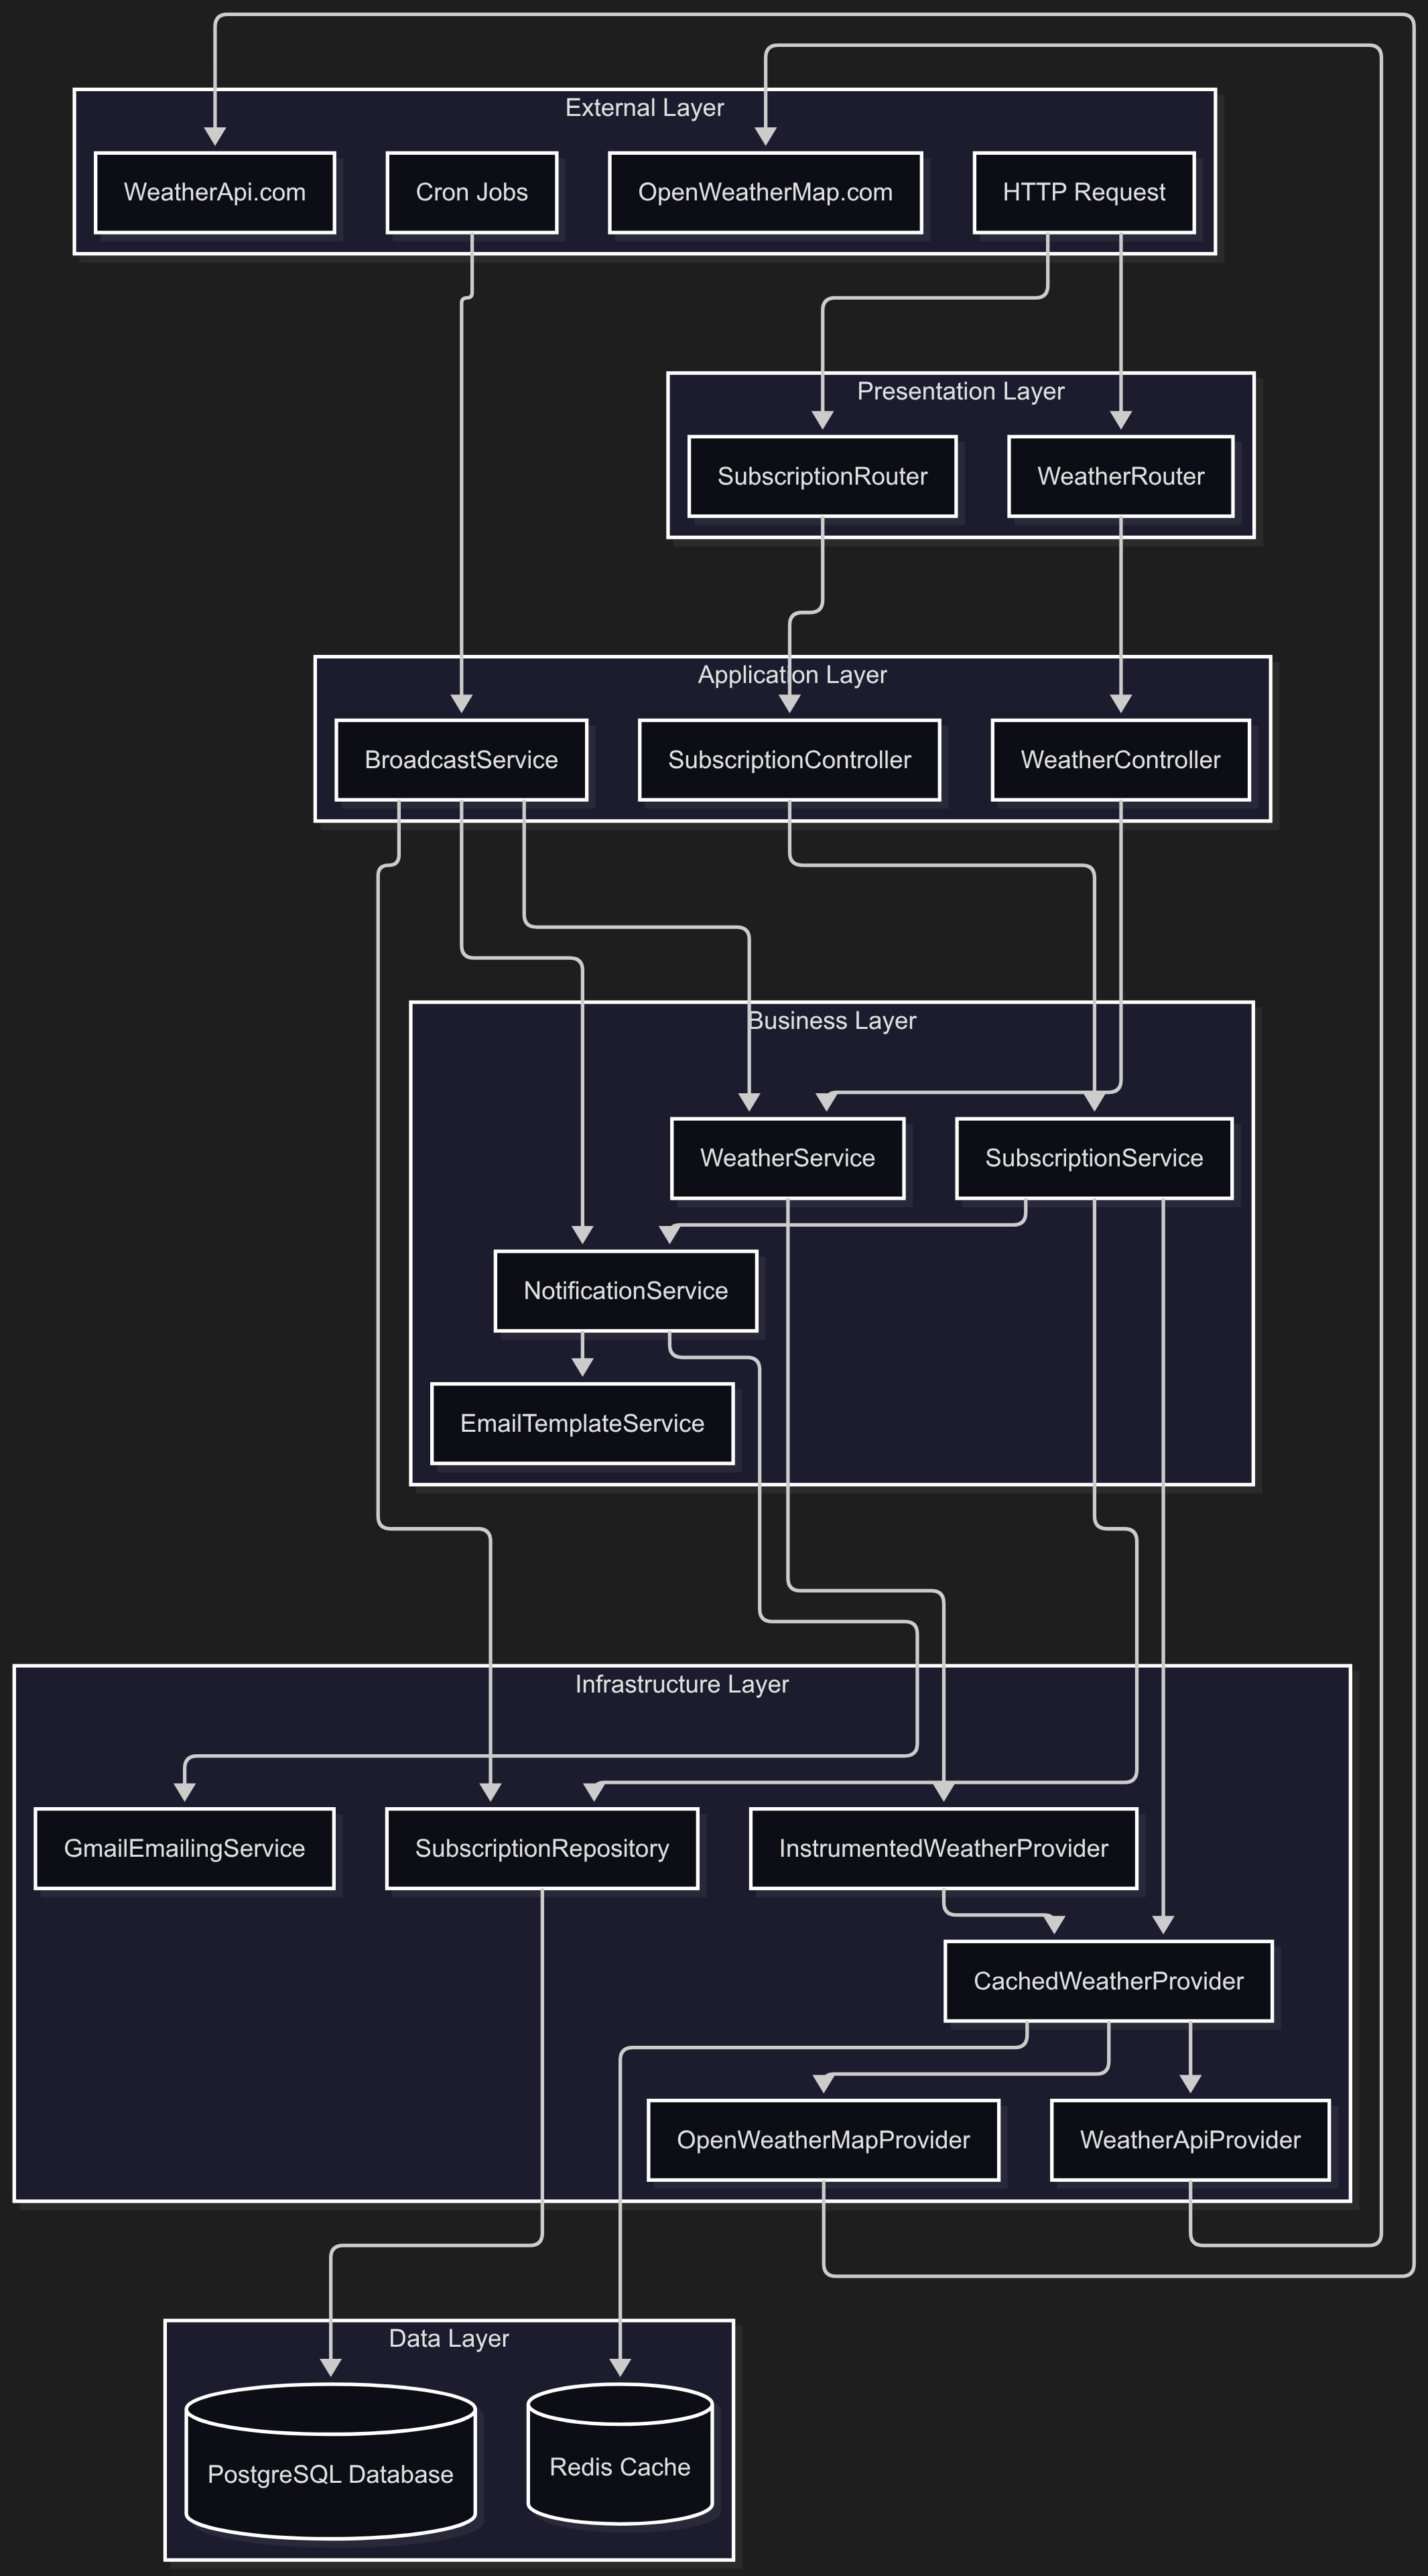 External Layer
WeatherApi.com
Cron Jobs
OpenWeatherMap.com
HTTP Request
Presentation Layer
SubscriptionRouter
WeatherRouter
Application Layer
BroadcastService
SubscriptionController
WeatherController
Business Layer
WeatherService
SubscriptionService
NotificationService
EmailTemplateService
Infrastructure Layer
GmailEmailingService
SubscriptionRepository
InstrumentedWeatherProvider
CachedWeatherProvider
OpenWeatherMapProvider
WeatherApiProvider
Data Layer
PostgreSQL Database
Redis Cache